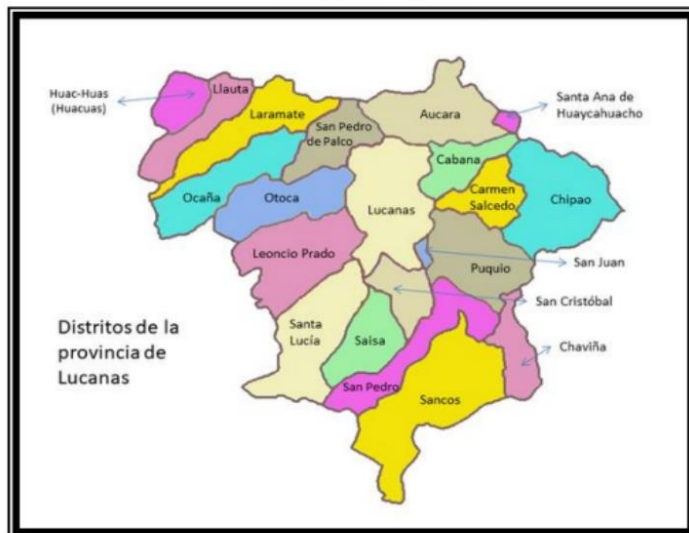 Huac-Huas
(Huacuas)
Llauta
Laramate
San Pedro
de Palco
Aucara
Santa Ana de
Huaycahuacho
Cabana
Carmen
Salcedo
Chipao
Ocaña
Otoca
Lucanas
Leoncio Prado
Puquio
San Juan
San Cristóbal
Santa
Lucía
Saisa
Chaviña
San Pedro
Sancos
Distritos de la
provincia de
Lucanas